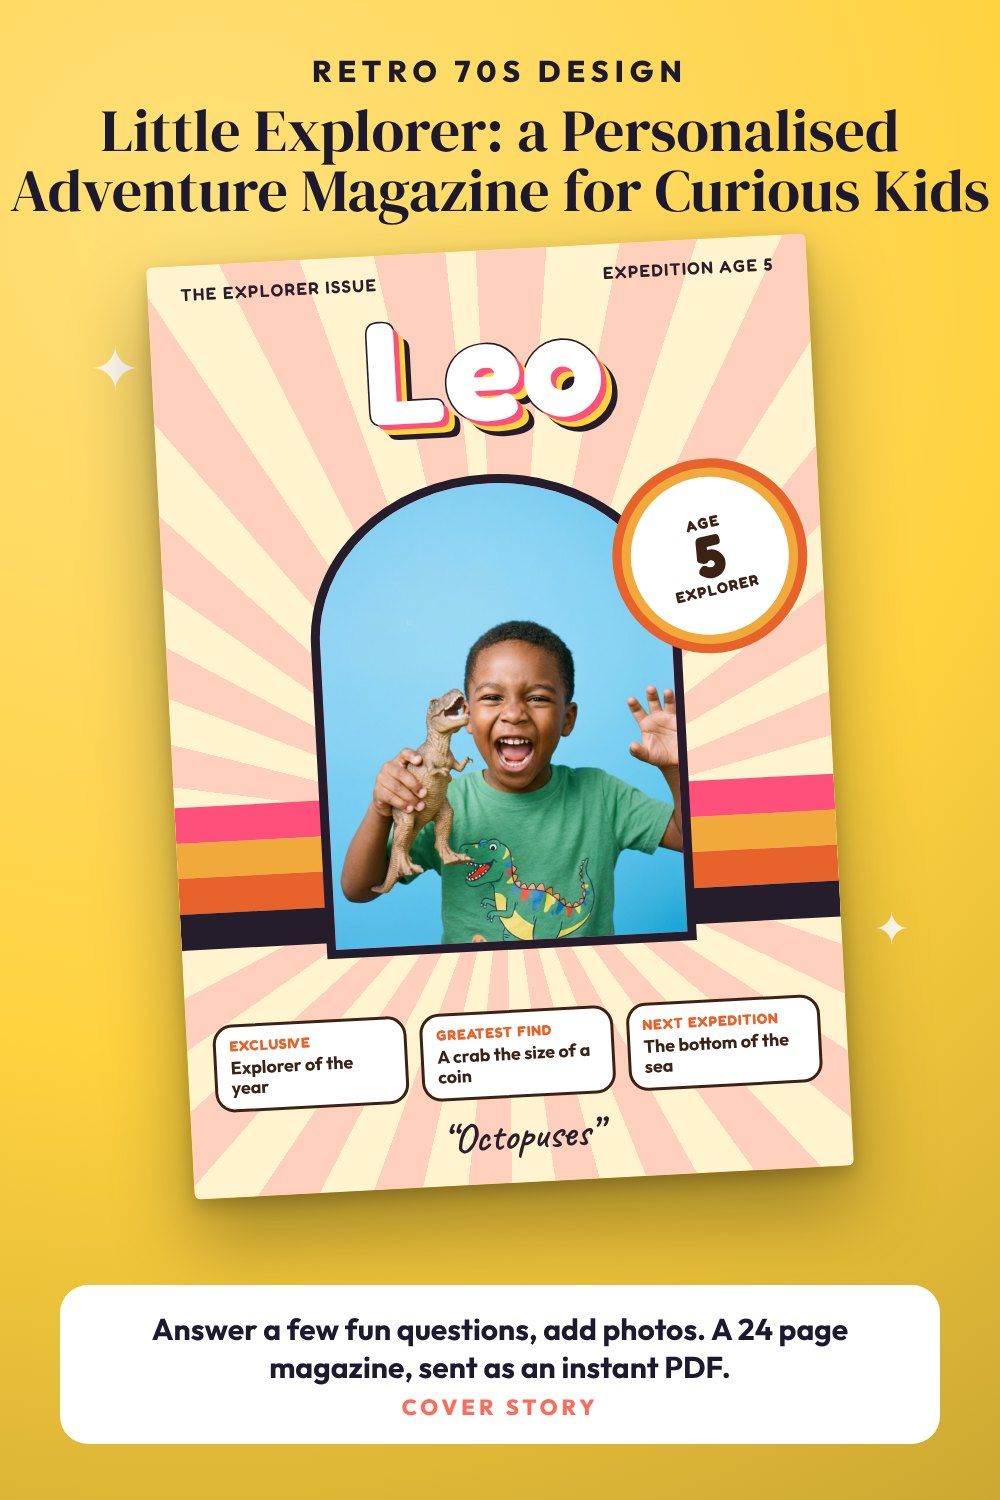 RETRO 70S DESIGN
Little Explorer: a Personalised
Adventure Magazine for Curious Kids
THE EXPLORER ISSUE
EXPEDITION AGE 5
Leo
AGE
5
EXPLORER
EXCLUSIVE
Explorer of the
year
GREATEST FIND
A crab the size of a
coin
NEXT EXPEDITION
The bottom of the
sea
“Octopuses”
Answer a few fun questions, add photos. A 24 page
magazine, sent as an instant PDF.
COVER STORY